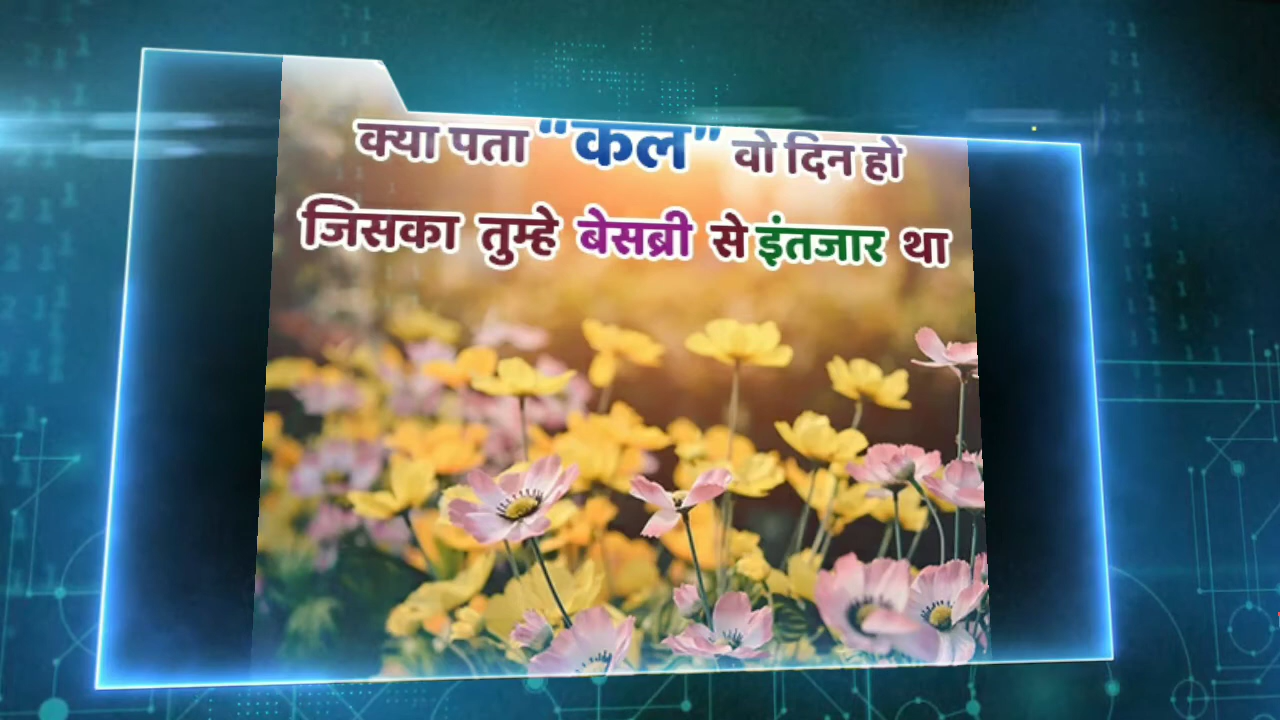 क्या पता “कल” वो दिन हो
जिसका तुम्हे बेसब्री से इंतजार था